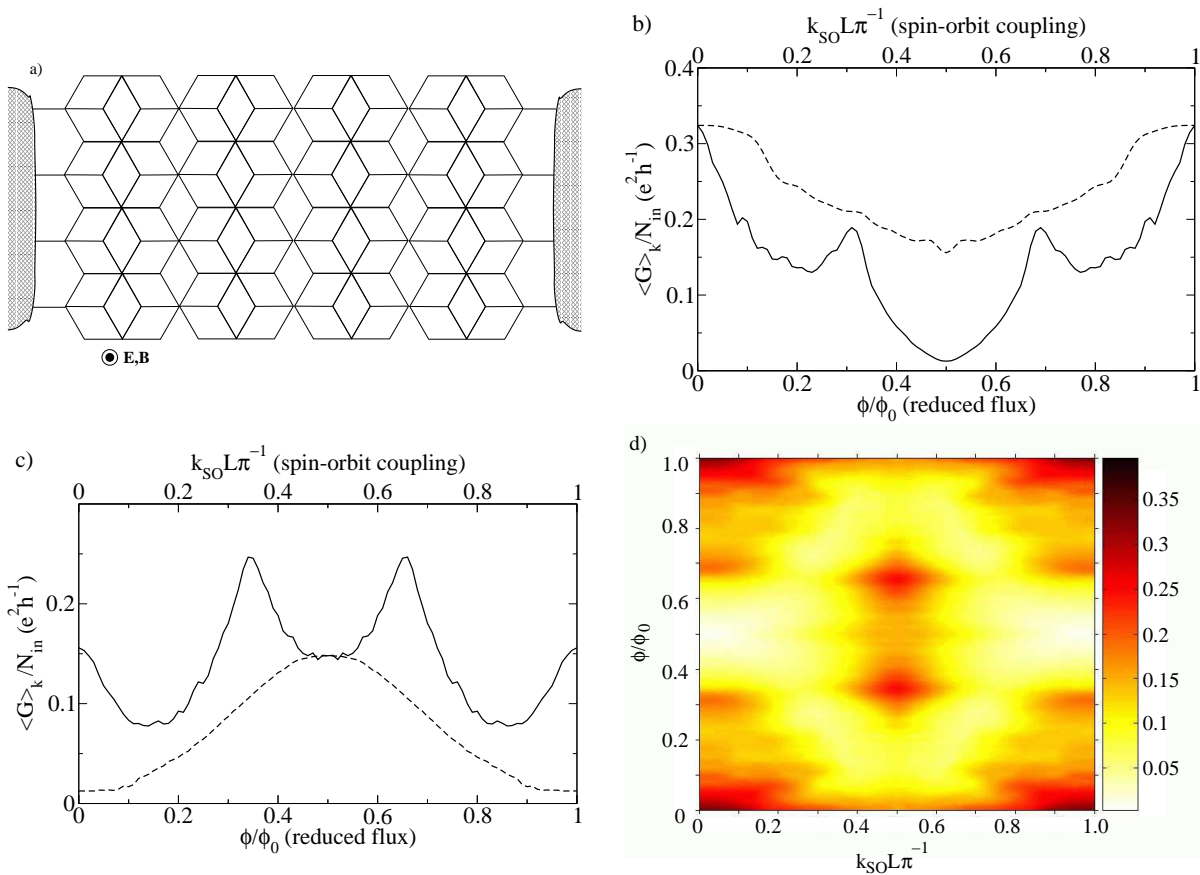 a)
E,B
b)
k_SO Lπ⁻¹ (spin-orbit coupling)
0 0.2 0.4 0.6 0.8 1
0.4
0.3
0.2
0.1
0
<G>_k/N_in (e²h⁻¹)
0 0.2 0.4 0.6 0.8 1
ϕ/ϕ₀ (reduced flux)
c)
k_SO Lπ⁻¹ (spin-orbit coupling)
0 0.2 0.4 0.6 0.8 1
0.2
0.1
0
<G>_k/N_in (e²h⁻¹)
0 0.2 0.4 0.6 0.8 1
ϕ/ϕ₀ (reduced flux)
d)
1.0
0.8
0.6
0.4
0.2
0
ϕ/ϕ₀
0 0.2 0.4 0.6 0.8 1.0
k_SO Lπ⁻¹
0.35
0.3
0.25
0.2
0.15
0.1
0.05